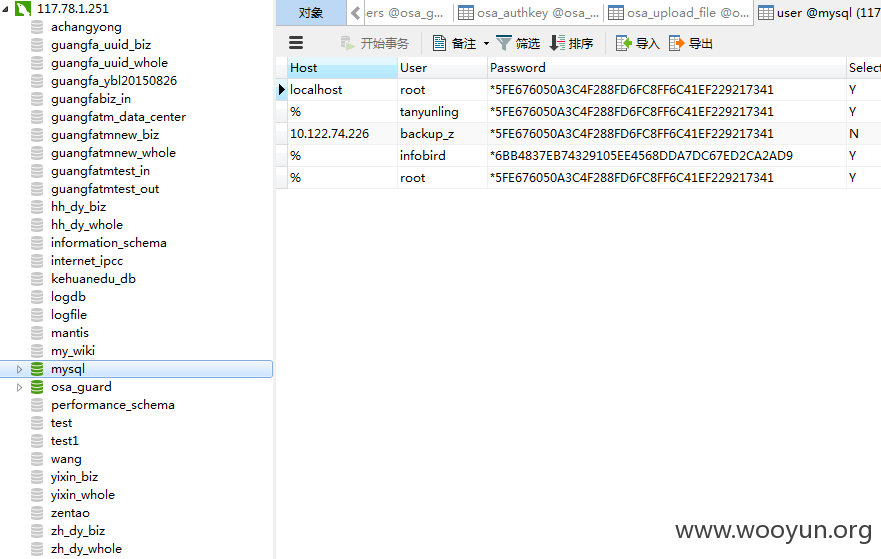 117.78.1.251
achangyong
guangfa_uuid_biz
guangfa_uuid_whole
guangfa_ybl20150826
guangfabiz_in
guangfatm_data_center
guangfatmnew_biz
guangfatmnew_whole
guangfatmtest_in
guangfatmtest_out
hh_dy_biz
hh_dy_whole
information_schema
internet_ipcc
kehuanedu_db
logdb
logfile
mantis
my_wiki
mysql
osa_guard
performance_schema
test
test1
wang
yixin_biz
yixin_whole
zentao
zh_dy_biz
zh_dy_whole
对象 ers @osa_g... osa_authkey @osa_... osa_upload_file @o... user @mysql (117
开始事务 备注 筛选 排序 导入 导出
Host User Password Select
localhost root *5FE676050A3C4F288FD6FC8FF6C41EF229217341 Y
% tanyunling *5FE676050A3C4F288FD6FC8FF6C41EF229217341 Y
10.122.74.226 backup_z *5FE676050A3C4F288FD6FC8FF6C41EF229217341 N
% infobird *6BB4837EB74329105EE4568DDA7DC67ED2CA2AD9 Y
% root *5FE676050A3C4F288FD6FC8FF6C41EF229217341 Y
www.wooyun.org